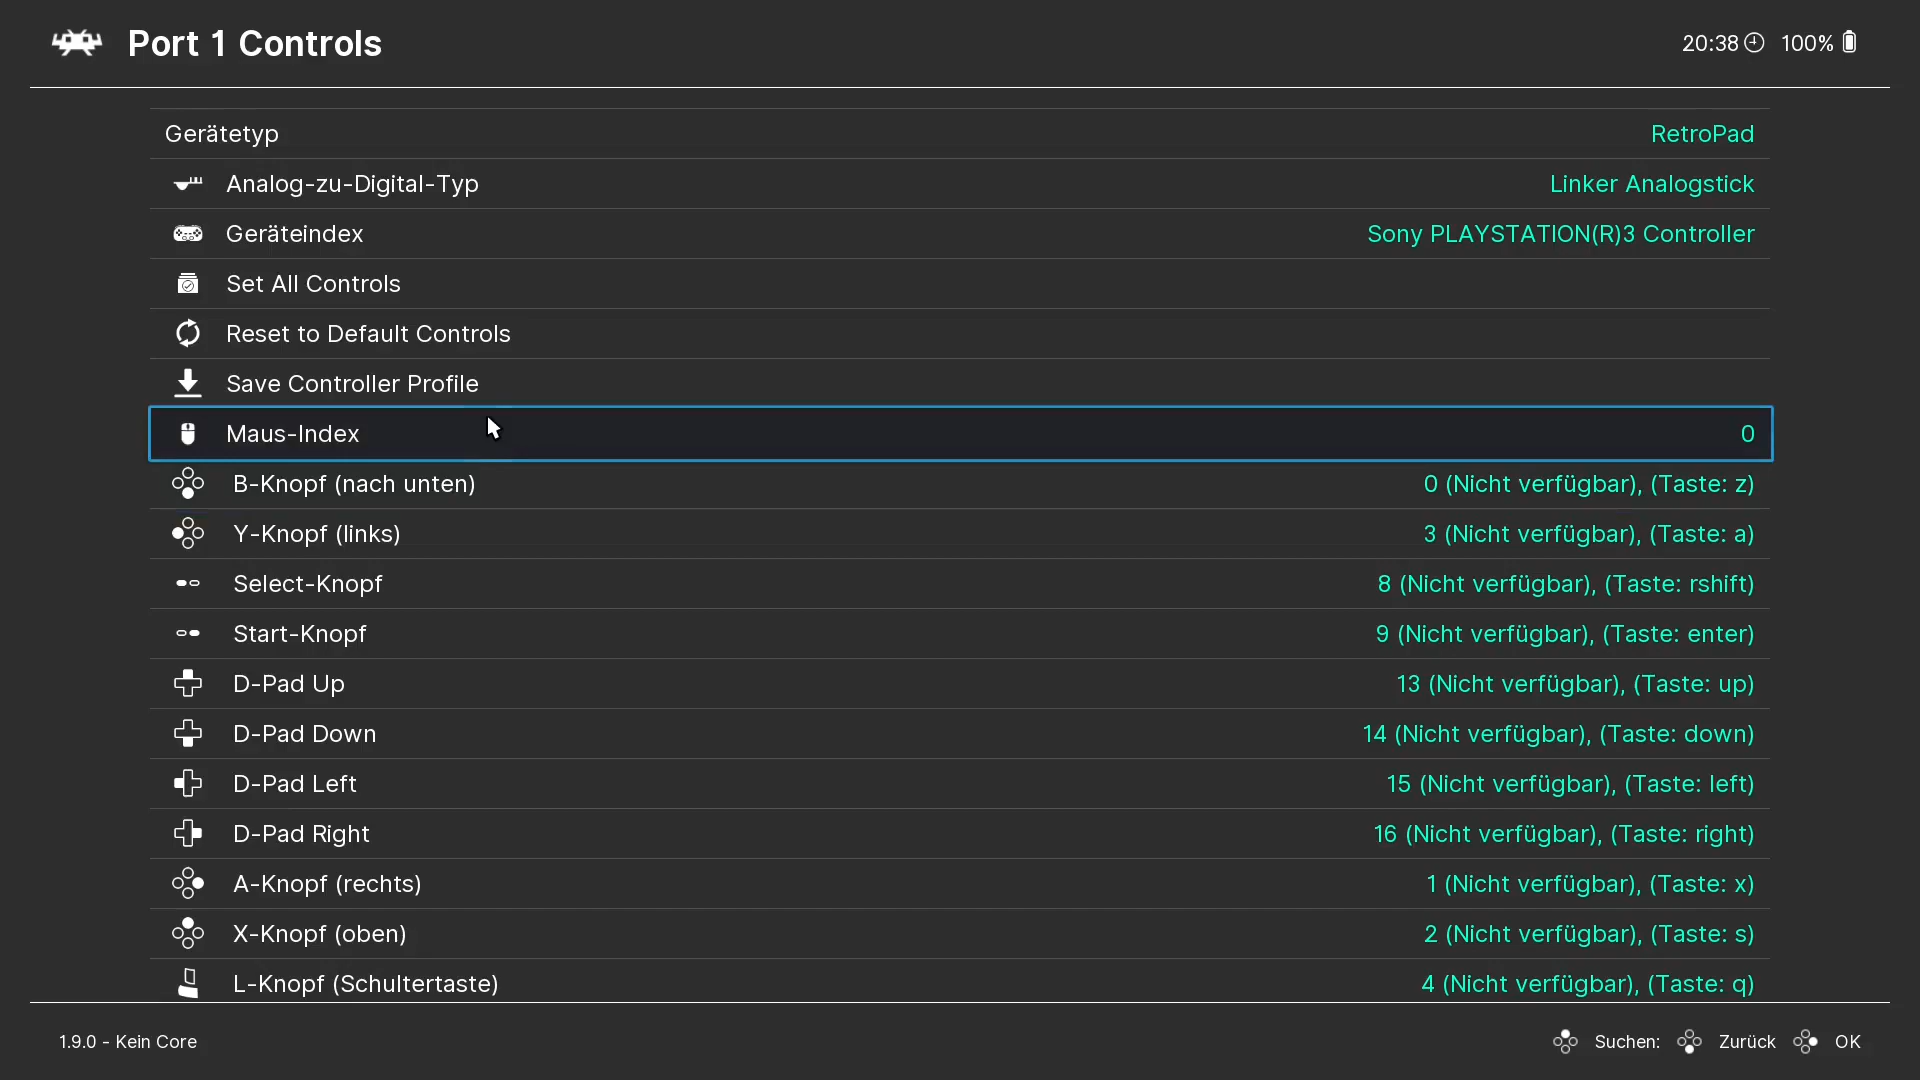 Port 1 Controls
20:38 100%
Gerätetyp RetroPad
Analog-zu-Digital-Typ Linker Analogstick
Geräteindex Sony PLAYSTATION(R)3 Controller
Set All Controls
Reset to Default Controls
Save Controller Profile
Maus-Index 0
B-Knopf (nach unten) 0 (Nicht verfügbar), (Taste: z)
Y-Knopf (links) 3 (Nicht verfügbar), (Taste: a)
Select-Knopf 8 (Nicht verfügbar), (Taste: rshift)
Start-Knopf 9 (Nicht verfügbar), (Taste: enter)
D-Pad Up 13 (Nicht verfügbar), (Taste: up)
D-Pad Down 14 (Nicht verfügbar), (Taste: down)
D-Pad Left 15 (Nicht verfügbar), (Taste: left)
D-Pad Right 16 (Nicht verfügbar), (Taste: right)
A-Knopf (rechts) 1 (Nicht verfügbar), (Taste: x)
X-Knopf (oben) 2 (Nicht verfügbar), (Taste: s)
L-Knopf (Schultertaste) 4 (Nicht verfügbar), (Taste: q)
1.9.0 - Kein Core Suchen: Zurück OK